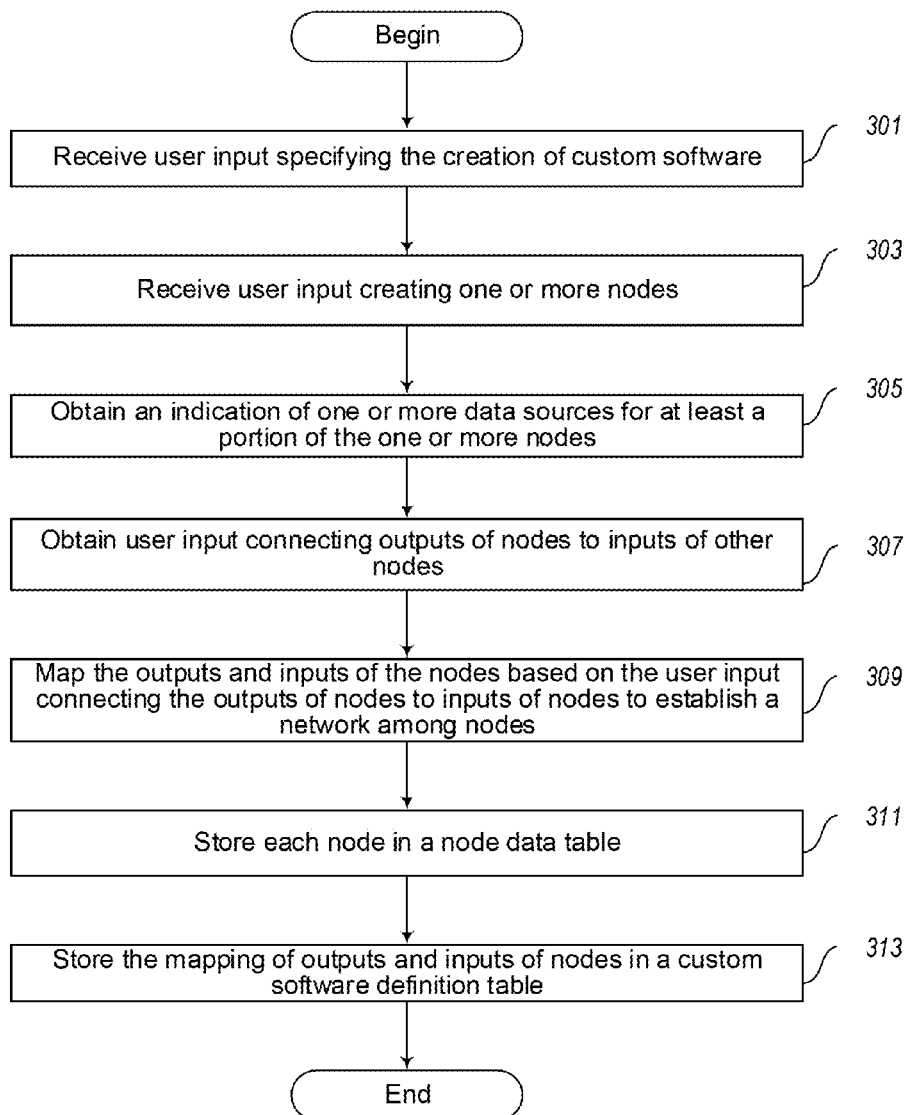 Begin
Receive user input specifying the creation of custom software
301
Receive user input creating one or more nodes
303
Obtain an indication of one or more data sources for at least a
portion of the one or more nodes
305
Obtain user input connecting outputs of nodes to inputs of other
nodes
307
Map the outputs and inputs of the nodes based on the user input
connecting the outputs of nodes to inputs of nodes to establish a
network among nodes
309
Store each node in a node data table
311
Store the mapping of outputs and inputs of nodes in a custom
software definition table
313
End